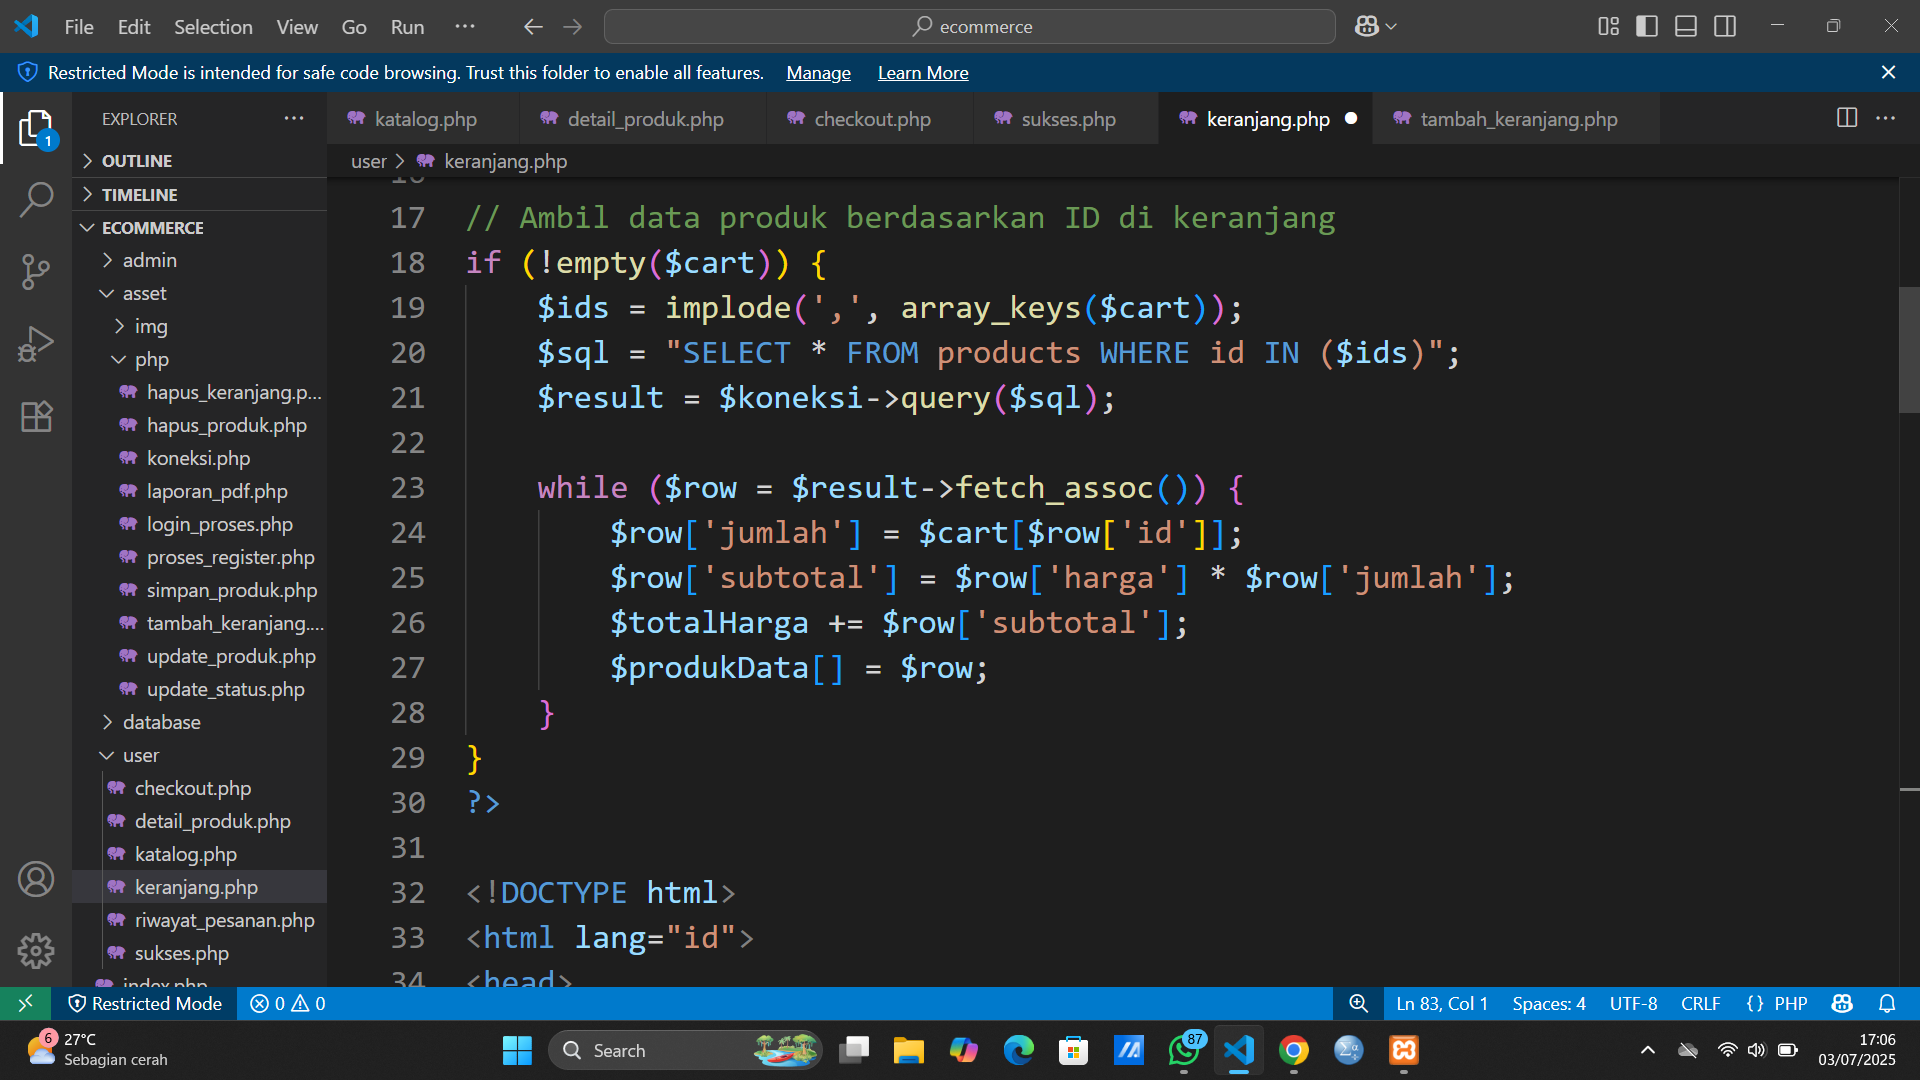 File Edit Selection View Go Run ··· ecommerce
Restricted Mode is intended for safe code browsing. Trust this folder to enable all features. Manage Learn More
EXPLORER ···
1
OUTLINE
TIMELINE
ECOMMERCE
admin
asset
img
php
hapus_keranjang.p...
hapus_produk.php
koneksi.php
laporan_pdf.php
login_proses.php
proses_register.php
simpan_produk.php
tambah_keranjang....
update_produk.php
update_status.php
database
user
checkout.php
detail_produk.php
katalog.php
keranjang.php
riwayat_pesanan.php
sukses.php
index.php
katalog.php detail_produk.php checkout.php sukses.php keranjang.php tambah_keranjang.php
user > keranjang.php
16
17 // Ambil data produk berdasarkan ID di keranjang
18 if (!empty($cart)) {
19 $ids = implode(',', array_keys($cart));
20 $sql = "SELECT * FROM products WHERE id IN ($ids)";
21 $result = $koneksi->query($sql);
22
23 while ($row = $result->fetch_assoc()) {
24 $row['jumlah'] = $cart[$row['id']];
25 $row['subtotal'] = $row['harga'] * $row['jumlah'];
26 $totalHarga += $row['subtotal'];
27 $produkData[] = $row;
28 }
29 }
30 ?>
31
32 <!DOCTYPE html>
33 <html lang="id">
34 <head>
Restricted Mode 0 0 Ln 83, Col 1 Spaces: 4 UTF-8 CRLF {} PHP
6 27°C
Sebagian cerah
Search
87
17:06
03/07/2025